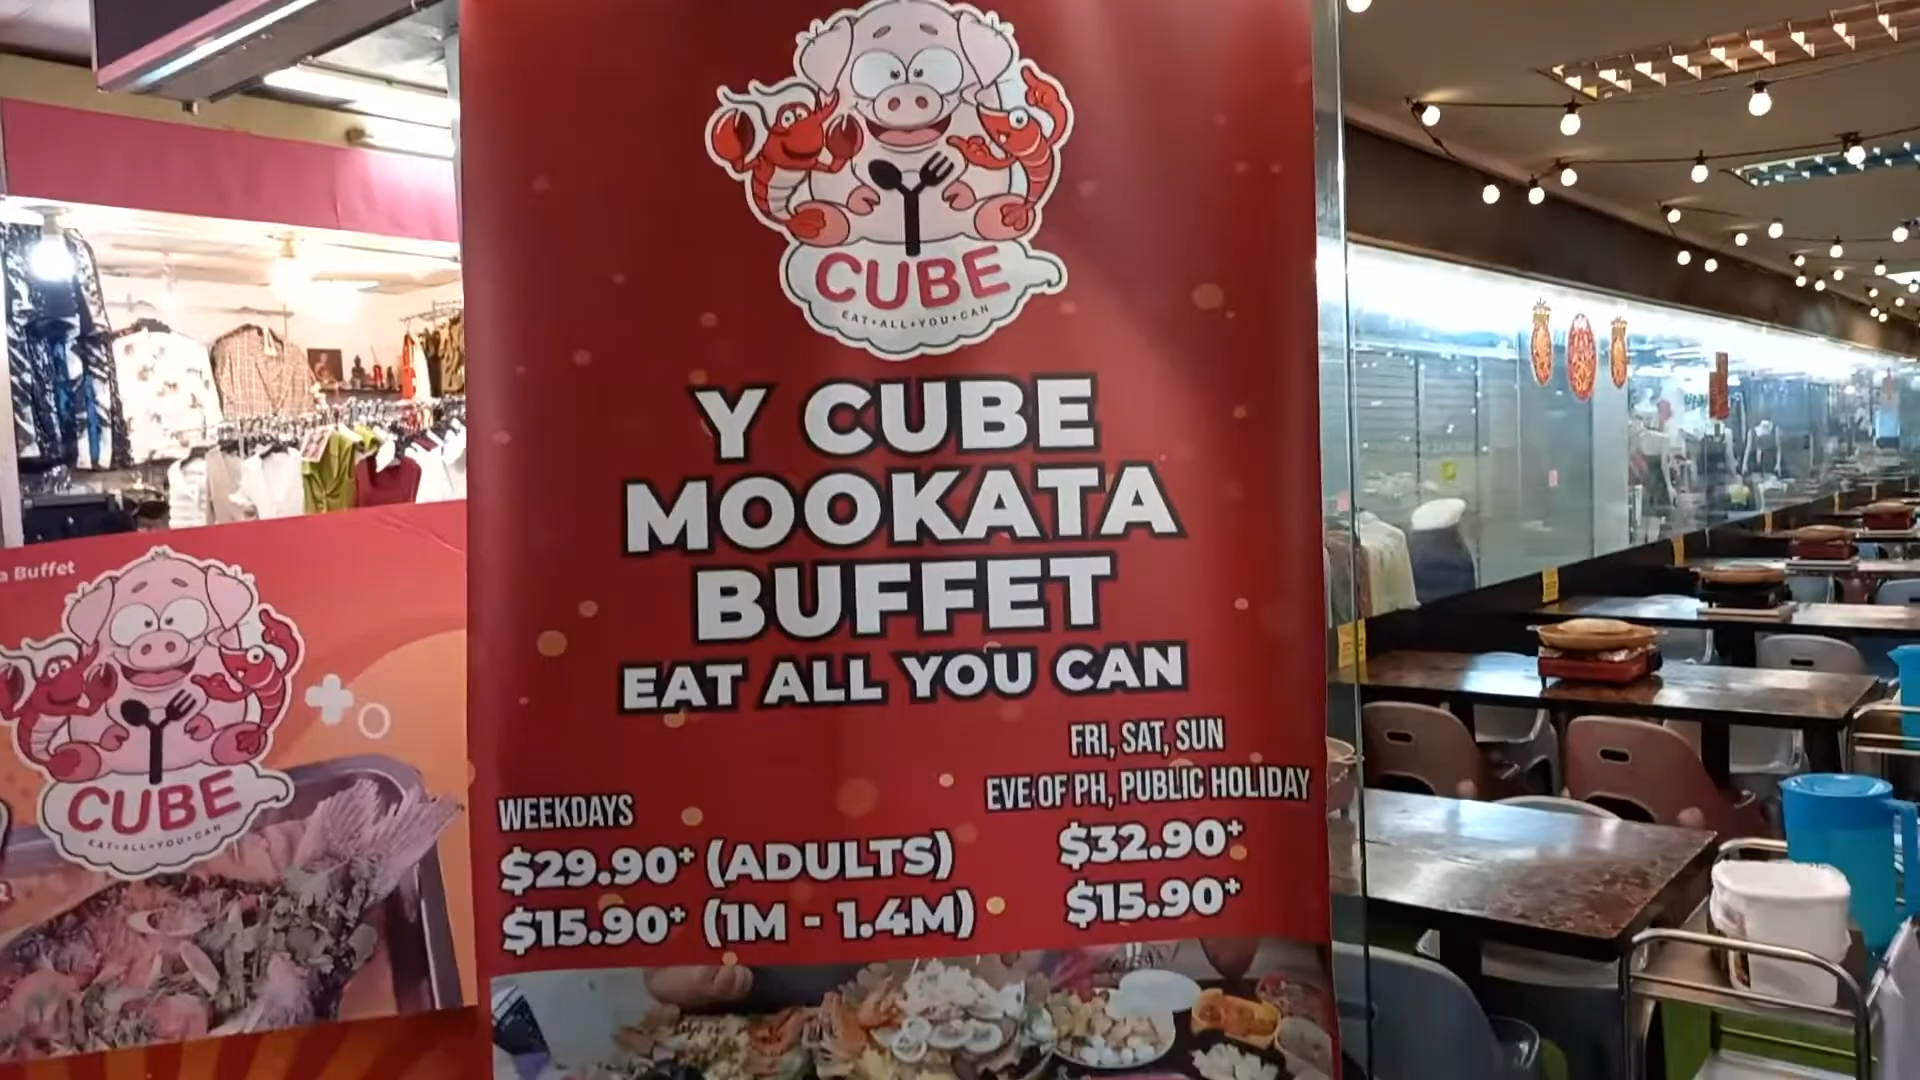 CUBE
EAT•ALL•YOU•CAN
Y CUBE
MOOKATA
BUFFET
EAT ALL YOU CAN
WEEKDAYS
$29.90+ (ADULTS)
$15.90+ (1M - 1.4M)
FRI, SAT, SUN
EVE OF PH, PUBLIC HOLIDAY
$32.90+
$15.90+
a Buffet
CUBE
EAT•ALL•YOU•CAN